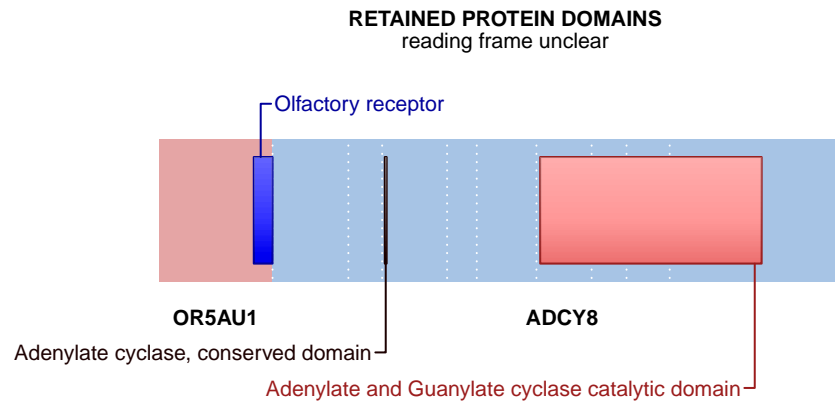 RETAINED PROTEIN DOMAINS
reading frame unclear
Olfactory receptor
OR5AU1
ADCY8
Adenylate cyclase, conserved domain
Adenylate and Guanylate cyclase catalytic domain